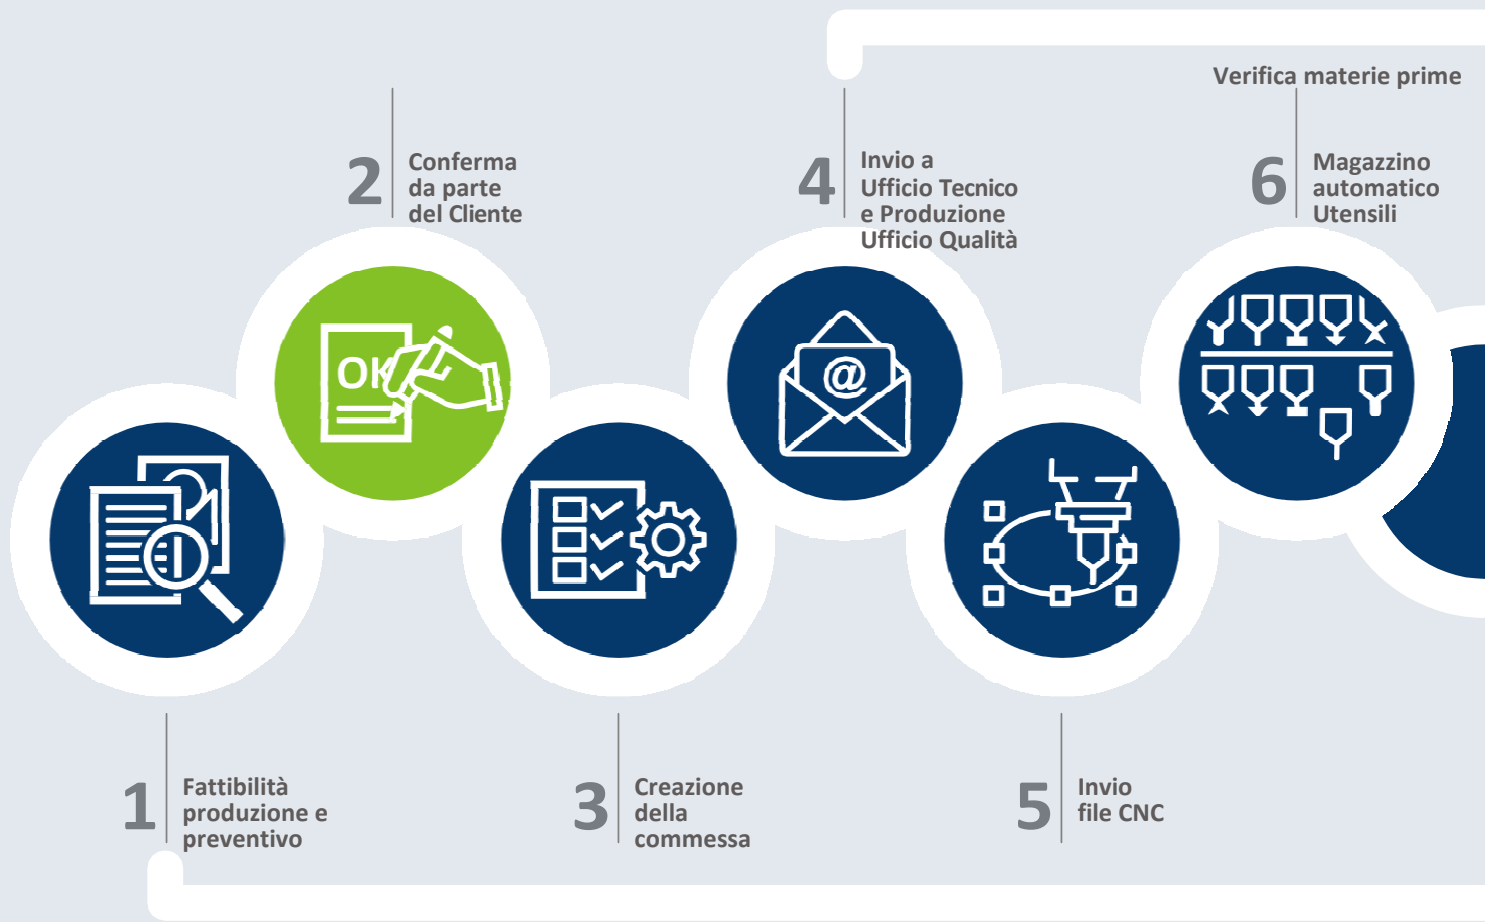 Verifica materie prime
2
Conferma
da parte
del Cliente
4
Invio a
Ufficio Tecnico
e Produzione
Ufficio Qualità
6
Magazzino
automatico
Utensili
OK
@
1
Fattibilità
produzione e
preventivo
3
Creazione
della
commessa
5
Invio
file CNC